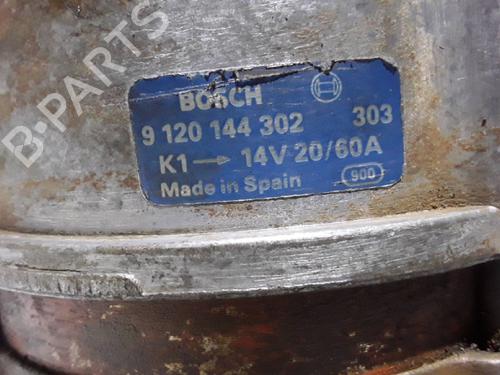 B-PARTS
BOSCH
9 120 144 302 303
K1 → 14V 20/60A
Made in Spain 900